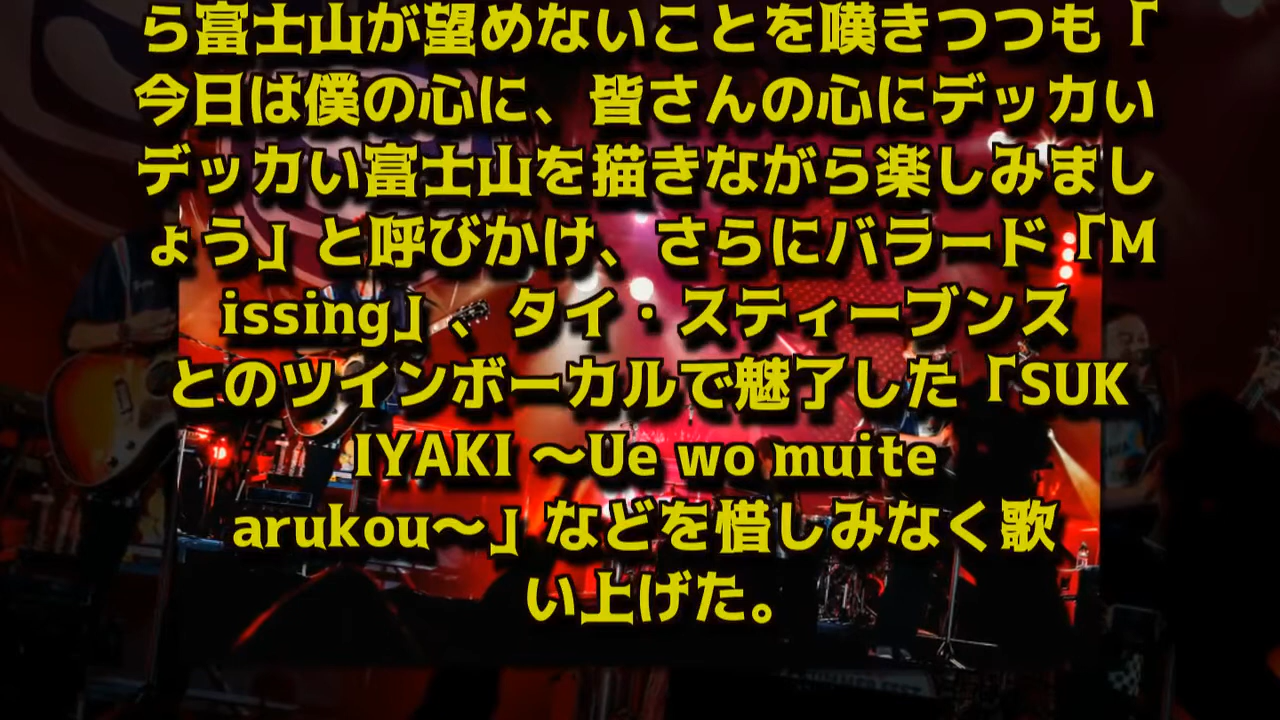 ら富士山が望めないことを嘆きつつも「
今日は僕の心に、皆さんの心にデッカい
デッカい富士山を描きながら楽しみまし
ょう」と呼びかけ、さらにバラード「M
issing」、タイ・スティーブンス
とのツインボーカルで魅了した「SUK
IYAKI ～Ue wo muite
arukou～」などを惜しみなく歌
い上げた。